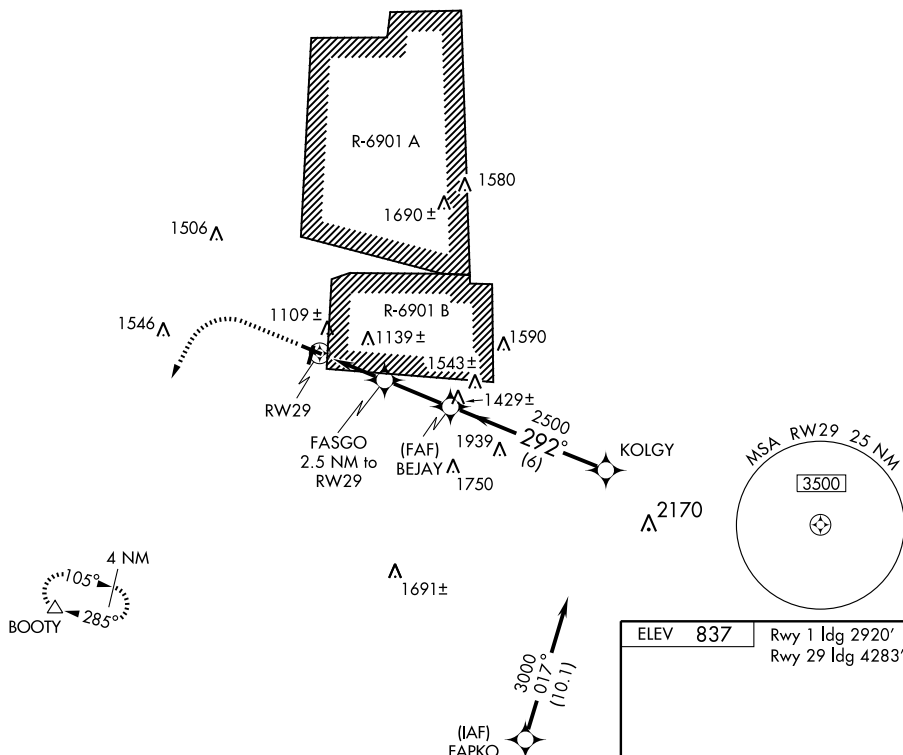 R-6901 A
1580
1690 ±
1506
R-6901 B
1109 ±
1139 ±
1546
1590
1543 ±
1429 ±
RW29
2500
292°
(6)
FASGO
2.5 NM to
RW29
(FAF)
BEJAY
1939
KOLGY
1750
MSA RW29 25 NM
3500
2170
4 NM
105°
285°
BOOTY
1691 ±
3000
017°
(10.1)
ELEV 837
Rwy 1 ldg 2920'
Rwy 29 ldg 4283'
(IAF)